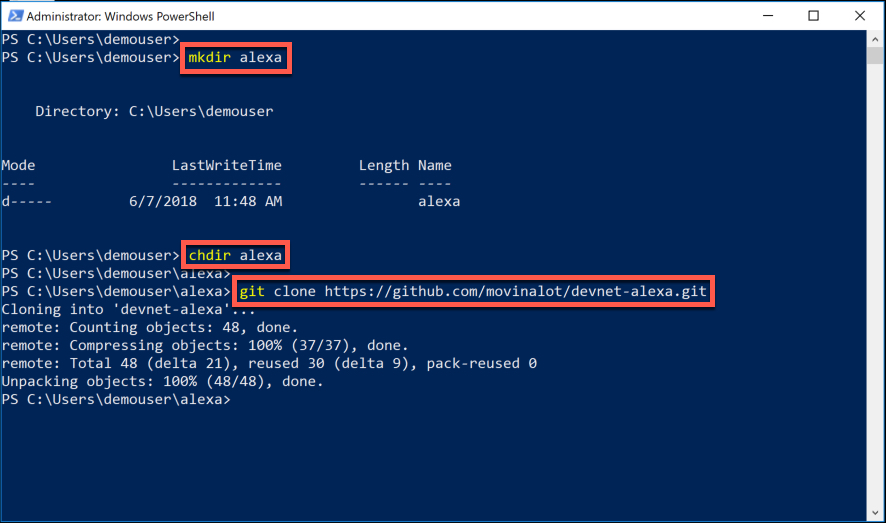 Administrator: Windows PowerShell
PS C:\Users\demouser>
PS C:\Users\demouser> mkdir alexa
Directory: C:\Users\demouser
Mode LastWriteTime Length Name
---- ------------- ------ ----
d----- 6/7/2018 11:48 AM alexa
PS C:\Users\demouser> chdir alexa
PS C:\Users\demouser\alexa>
PS C:\Users\demouser\alexa> git clone https://github.com/movinalot/devnet-alexa.git
Cloning into 'devnet-alexa'...
remote: Counting objects: 48, done.
remote: Compressing objects: 100% (37/37), done.
remote: Total 48 (delta 21), reused 30 (delta 9), pack-reused 0
Unpacking objects: 100% (48/48), done.
PS C:\Users\demouser\alexa>